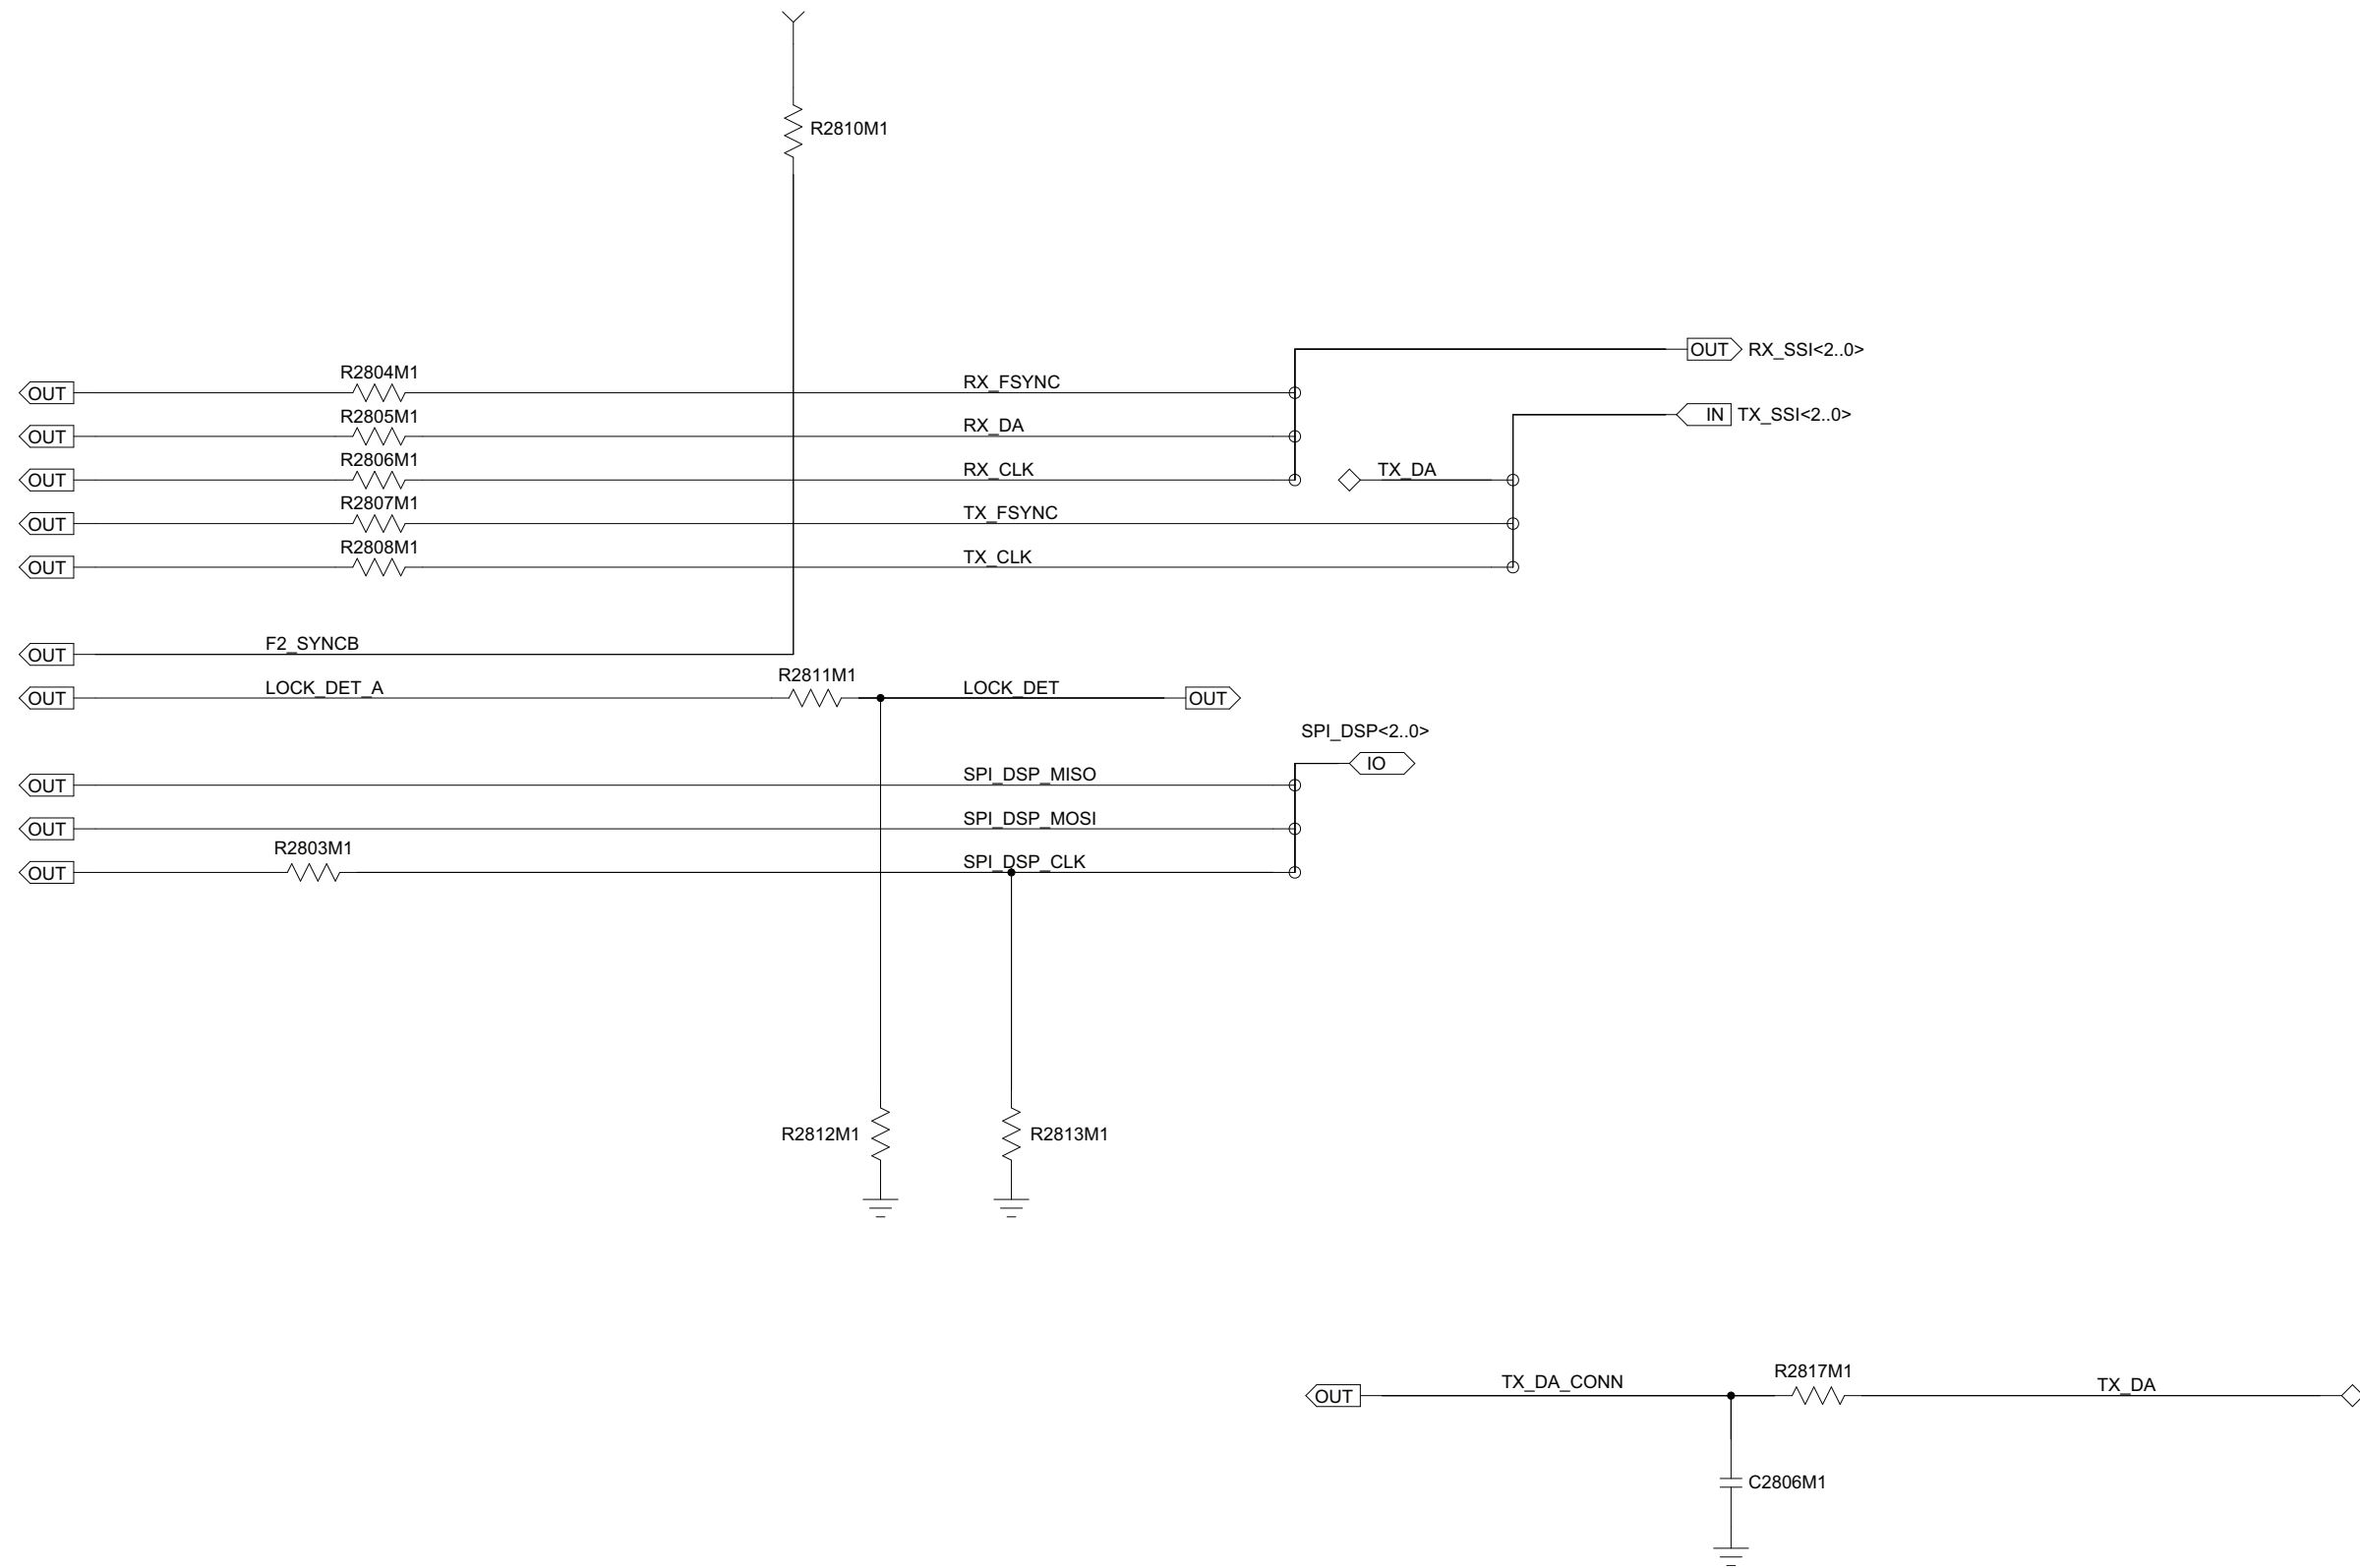 R2810M1
OUT RX_SSI<2..0>
R2804M1
OUT RX_FSYNC
IN TX_SSI<2..0>
R2805M1
OUT RX_DA
R2806M1
OUT RX_CLK TX_DA
R2807M1
OUT TX_FSYNC
R2808M1
OUT TX_CLK
OUT F2_SYNCB
R2811M1
OUT LOCK_DET_A LOCK_DET OUT
SPI_DSP<2..0>
IO
OUT SPI_DSP_MISO
OUT SPI_DSP_MOSI
R2803M1
OUT SPI_DSP_CLK
R2812M1 R2813M1
R2817M1
OUT TX_DA_CONN TX_DA
C2806M1